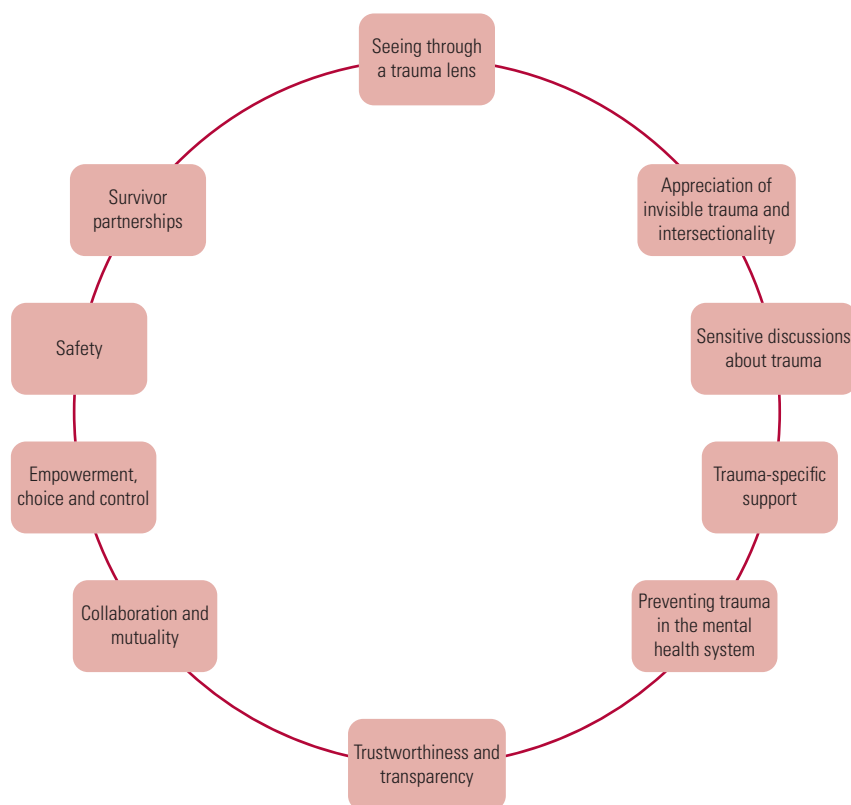 Seeing through
a trauma lens
Appreciation of
invisible trauma and
intersectionality
Sensitive discussions
about trauma
Trauma-specific
support
Preventing trauma
in the mental
health system
Trustworthiness and
transparency
Collaboration and
mutuality
Empowerment,
choice and control
Safety
Survivor
partnerships